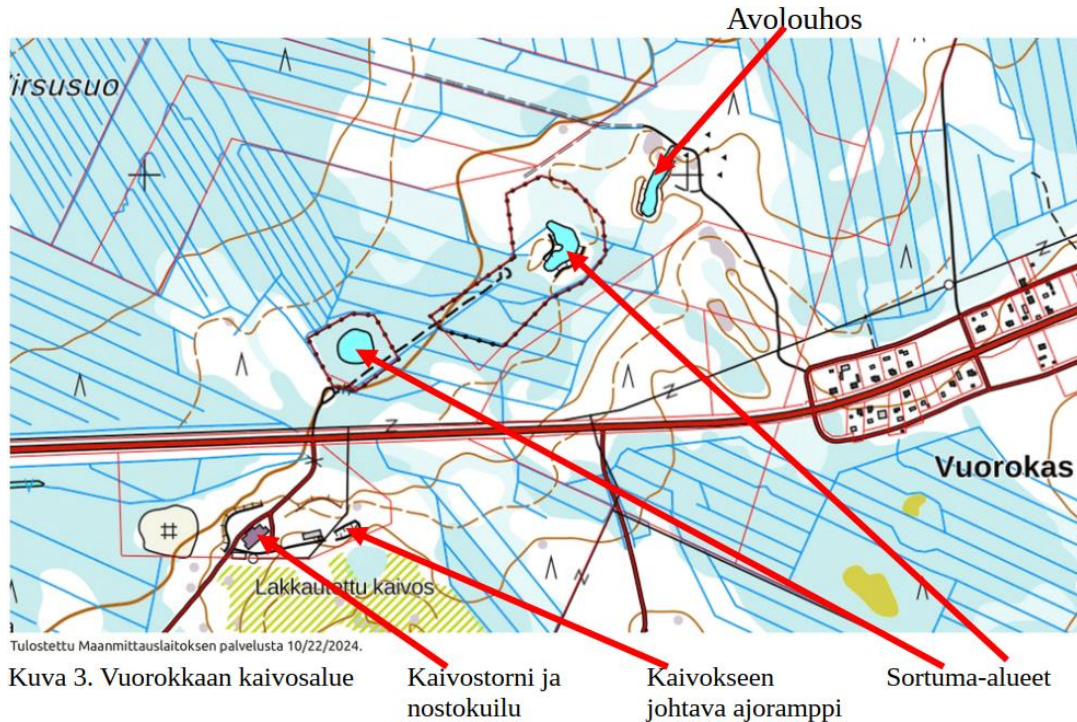 Avolouhos
Virsusuo
Vuorokas
Lakkautettu kaivos
Tulostettu Maanmittauslaitoksen palvelusta 10/22/2024.
Kuva 3. Vuorokkaan kaivosalue
Kaivostorni ja
nostokuilu
Kaivokseen
johtava ajoramppi
Sortuma-alueet